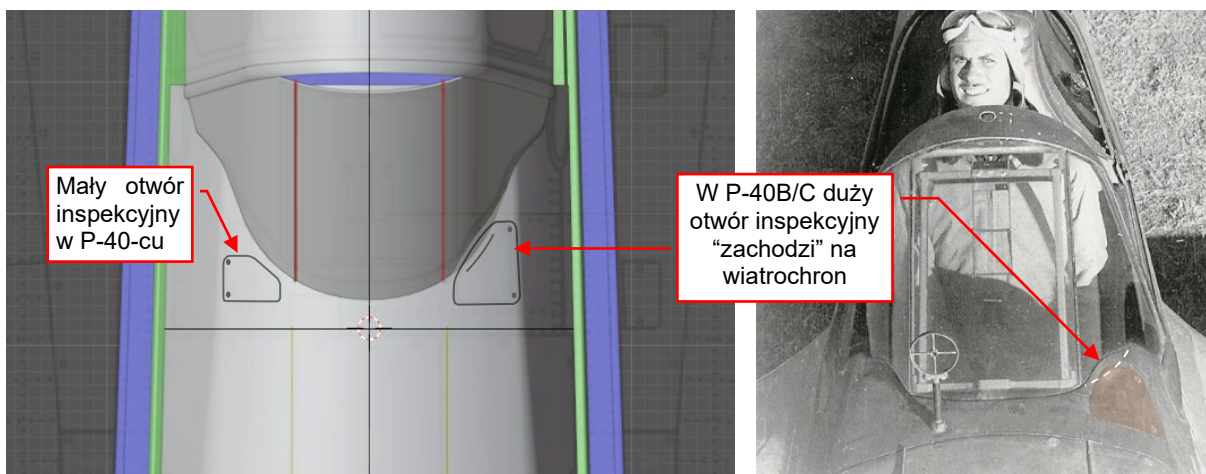 Mały otwór
inspekcyjny
w P-40-cu
W P-40B/C duży
otwór inspekcyjny
“zachodzi” na
wiatrochron